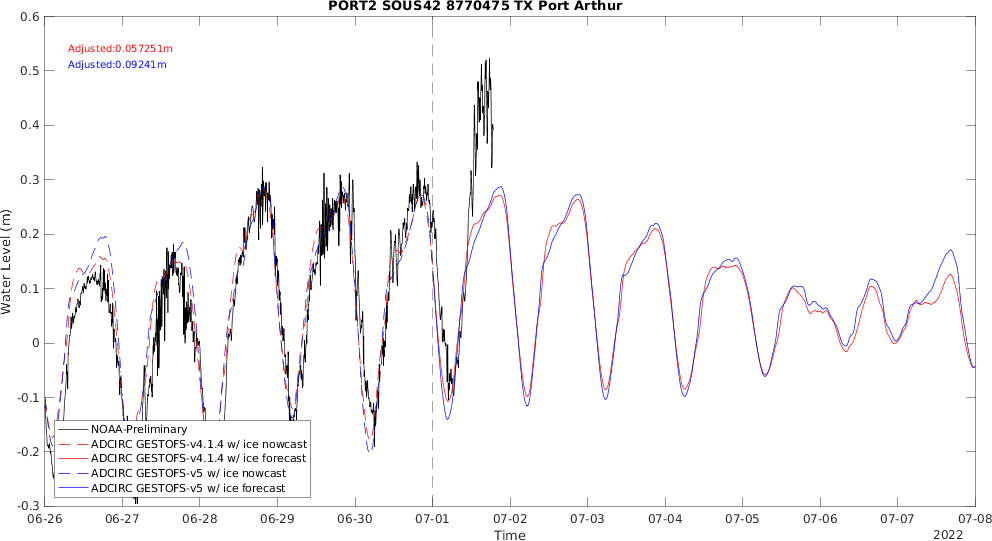 PORT2 SOUS42 8770475 TX Port Arthur
0.6
0.5
0.4
0.3
0.2
0.1
0
-0.1
-0.2
-0.3
Water Level (m)
Adjusted:0.057251m
Adjusted:0.09241m
NOAA-Preliminary
ADCIRC GESTOFS-v4.1.4 w/ ice nowcast
ADCIRC GESTOFS-v4.1.4 w/ ice forecast
ADCIRC GESTOFS-v5 w/ ice nowcast
ADCIRC GESTOFS-v5 w/ ice forecast
06-26 06-27 06-28 06-29 06-30 07-01 07-02 07-03 07-04 07-05 07-06 07-07 07-08
Time
2022